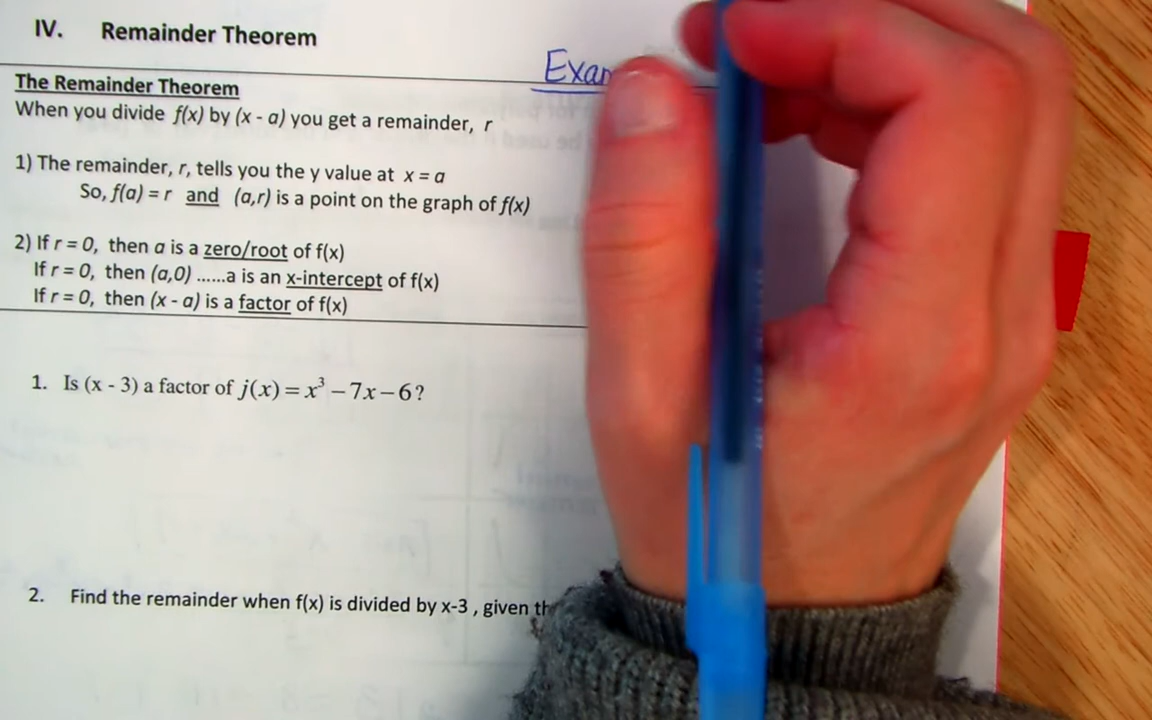 IV. Remainder Theorem
The Remainder Theorem
When you divide f(x) by (x - a) you get a remainder, r
1) The remainder, r, tells you the y value at x = a
So, f(a) = r and (a,r) is a point on the graph of f(x)
2) If r = 0, then a is a zero/root of f(x)
If r = 0, then (a,0) ......a is an x-intercept of f(x)
If r = 0, then (x - a) is a factor of f(x)
1. Is (x - 3) a factor of j(x) = x³ − 7x − 6?
2. Find the remainder when f(x) is divided by x-3 , given